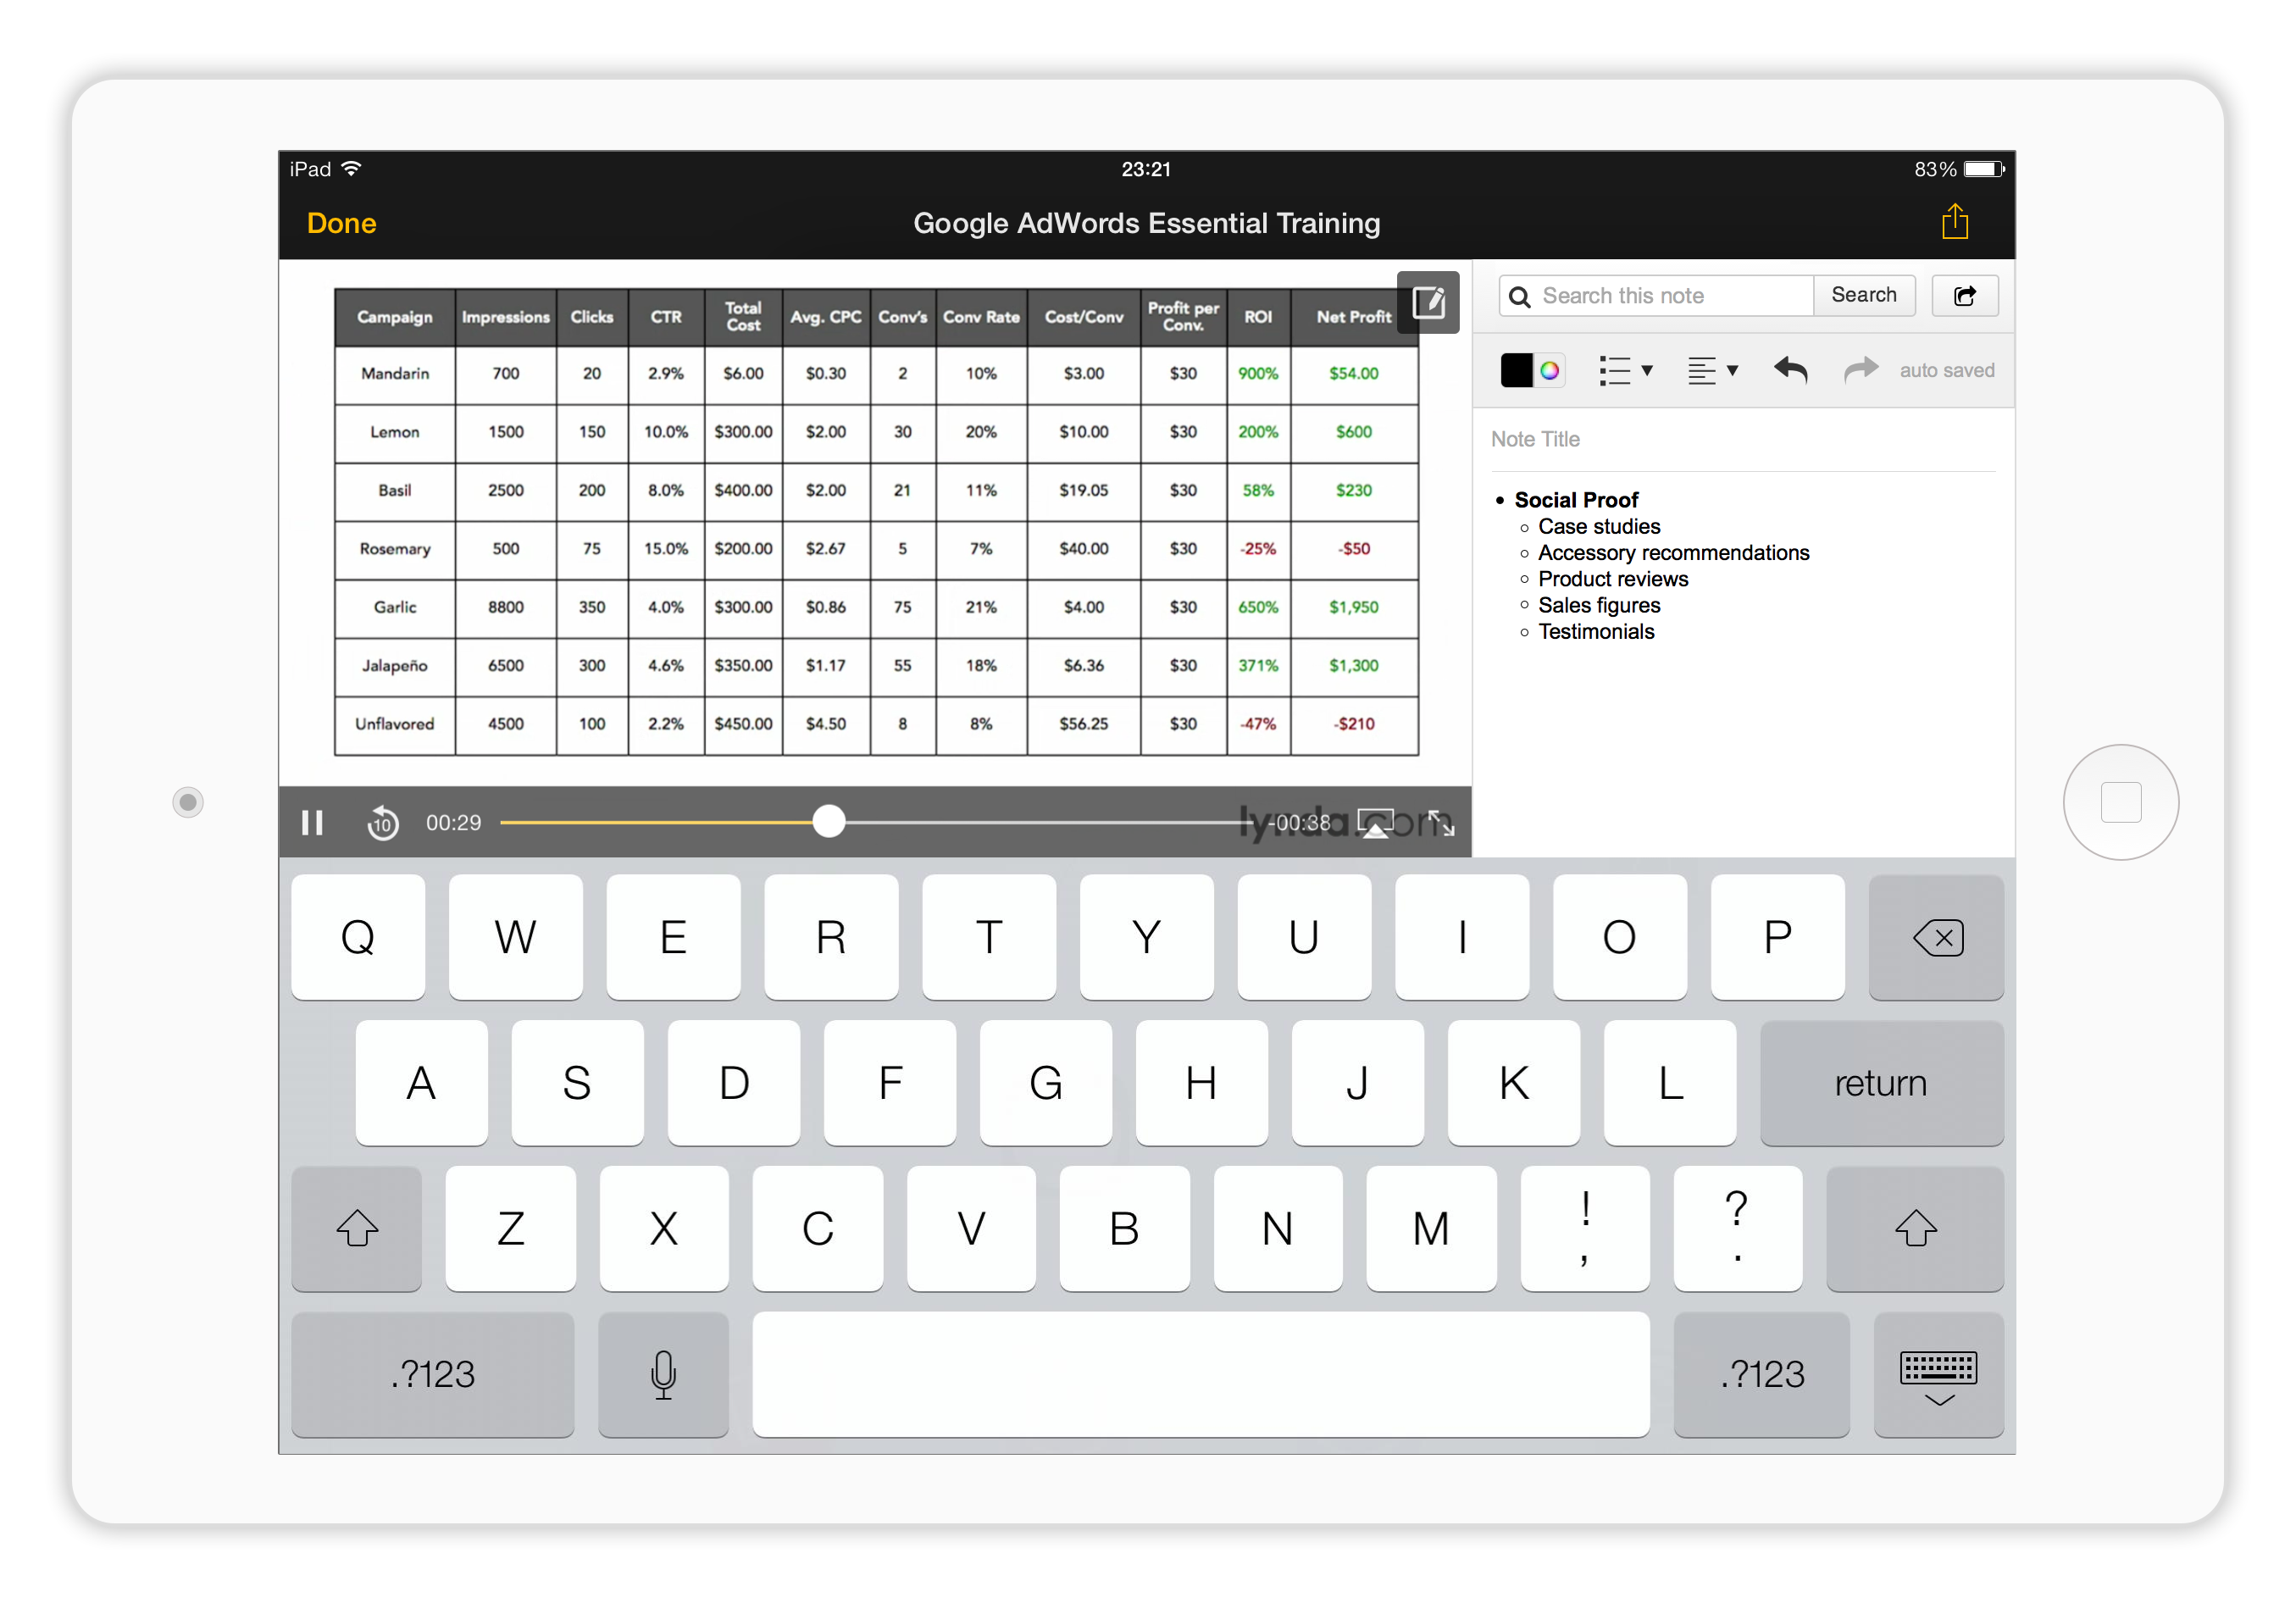 iPad 23:21 83%
Done Google AdWords Essential Training
Campaign Impressions Clicks CTR Total Cost Avg. CPC Conv's Conv Rate Cost/Conv Profit per Conv. ROI Net Profit
Mandarin 700 20 2.9% $6.00 $0.30 2 10% $3.00 $30 900% $54.00
Lemon 1500 150 10.0% $300.00 $2.00 30 20% $10.00 $30 200% $600
Basil 2500 200 8.0% $400.00 $2.00 21 11% $19.05 $30 58% $230
Rosemary 500 75 15.0% $200.00 $2.67 5 7% $40.00 $30 -25% -$50
Garlic 8800 350 4.0% $300.00 $0.86 75 21% $4.00 $30 650% $1,950
Jalapeño 6500 300 4.6% $350.00 $1.17 55 18% $6.36 $30 371% $1,300
Unflavored 4500 100 2.2% $450.00 $4.50 8 8% $56.25 $30 -47% -$210
10 00:29 -00:38 lynda.com
Search this note Search
auto saved
Note Title
Social Proof
Case studies
Accessory recommendations
Product reviews
Sales figures
Testimonials
Q W E R T Y U I O P
A S D F G H J K L return
Z X C V B N M ! , ? .
.?123 .?123